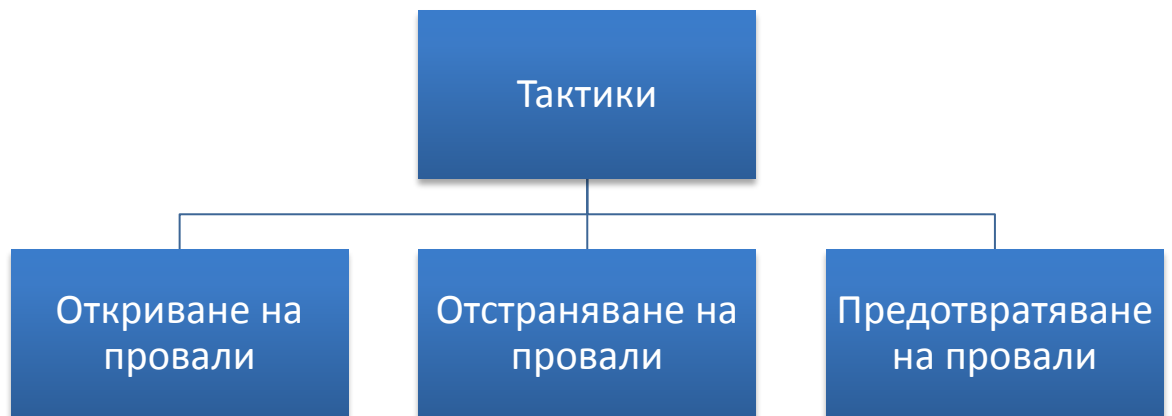 Тактики
Откриване на
провали
Отстраняване на
провали
Предотвратяване
на провали